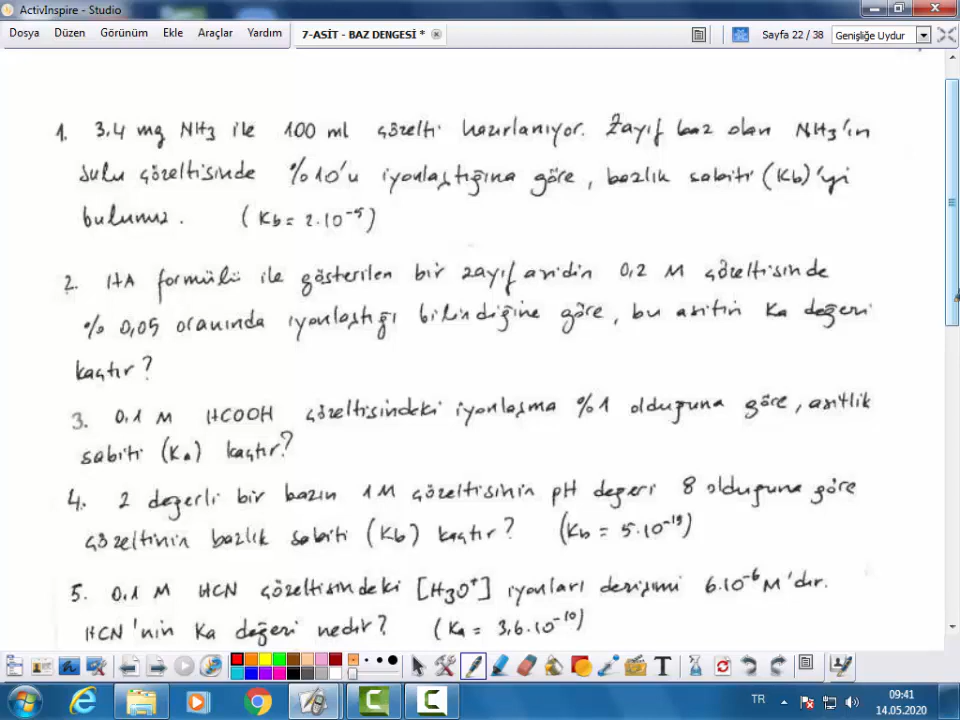 ActivInspire - Studio
Dosya Düzen Görünüm Ekle Araçlar Yardım 7-ASİT - BAZ DENGESİ * Sayfa 22 / 38 Genişliğe Uydur
1. 3.4 mg NH3 ile 100 ml çözelti hazırlanıyor. Zayıf baz olan NH3'ın
sulu çözeltisinde %10'u iyonlaştığına göre, bazlık sabiti (Kb)'yi
bulunuz. (Kb = 2.10⁻⁵)
2. HA formülü ile gösterilen bir zayıf asidin 0,2 M çözeltisinde
% 0,05 oranında iyonlaştığı bilindiğine göre, bu asitin Ka değeri
kaçtır?
3. 0.1 M HCOOH çözeltisindeki iyonlaşma %1 olduğuna göre, asitlik
sabiti (Ka) kaçtır?
4. 2 değerli bir bazın 1M çözeltisinin pH değeri 8 olduğuna göre
çözeltinin bazlık sabiti (Kb) kaçtır? (Kb = 5.10⁻¹⁹)
5. 0.1 M HCN çözeltisindeki [H3O⁺] iyonları derişimi 6.10⁻⁶ M'dır.
HCN'nin Ka değeri nedir? (Ka = 3,6.10⁻¹⁰)
TR 09:41
14.05.2020